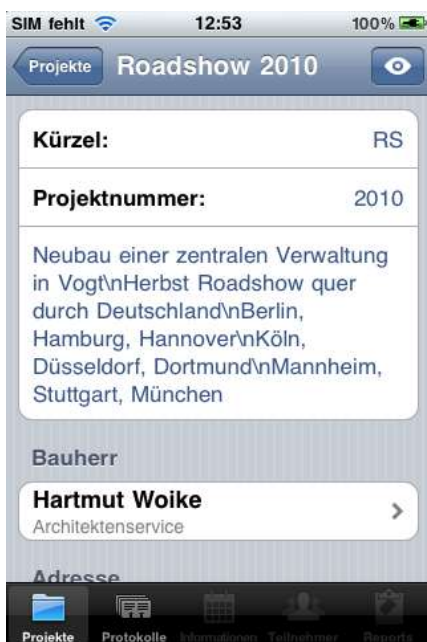 SIM fehlt 12:53 100%
Projekte Roadshow 2010
Kürzel: RS
Projektnummer: 2010
Neubau einer zentralen Verwaltung
in Vogt\nHerbst Roadshow quer
durch Deutschland\nBerlin,
Hamburg, Hannover\nKöln,
Düsseldorf, Dortmund\nMannheim,
Stuttgart, München
Bauherr
Hartmut Woike
Architektenservice
Adresse
Projekte Protokolle Informationen Teilnehmer Reports